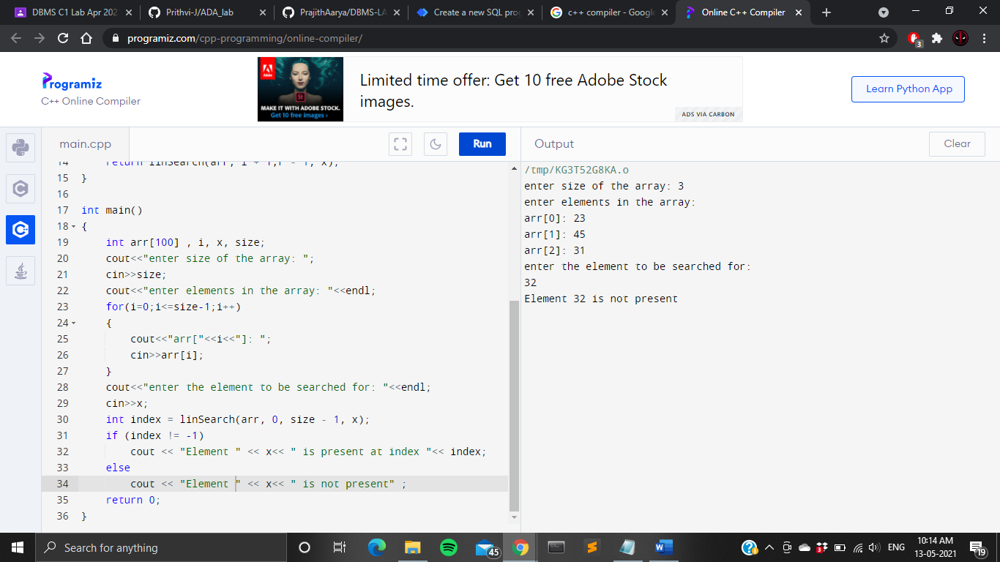 DBMS C1 Lab Apr 202
Prithvi-J/ADA_lab
PrajithAarya/DBMS-LA
Create a new SQL prog
c++ compiler - Google
Online C++ Compiler
programiz.com/cpp-programming/online-compiler/
3
Programiz
C++ Online Compiler
Adobe
St
MAKE IT WITH ADOBE STOCK.
Get 10 free images ›
Limited time offer: Get 10 free Adobe Stock
images.
ADS VIA CARBON
Learn Python App
main.cpp
Run
Output
Clear
14 return linSearch(arr, i + 1,r - 1, x);
15 }
16
17 int main()
18 {
19 int arr[100] , i, x, size;
20 cout<<"enter size of the array: ";
21 cin>>size;
22 cout<<"enter elements in the array: "<<endl;
23 for(i=0;i<=size-1;i++)
24 {
25 cout<<"arr["<<i<<"]: ";
26 cin>>arr[i];
27 }
28 cout<<"enter the element to be searched for: "<<endl;
29 cin>>x;
30 int index = linSearch(arr, 0, size - 1, x);
31 if (index != -1)
32 cout << "Element " << x<< " is present at index "<< index;
33 else
34 cout << "Element " << x<< " is not present" ;
35 return 0;
36 }
/tmp/KG3T52G8KA.o
enter size of the array: 3
enter elements in the array:
arr[0]: 23
arr[1]: 45
arr[2]: 31
enter the element to be searched for:
32
Element 32 is not present
Search for anything
45
3
ENG
10:14 AM
13-05-2021
19